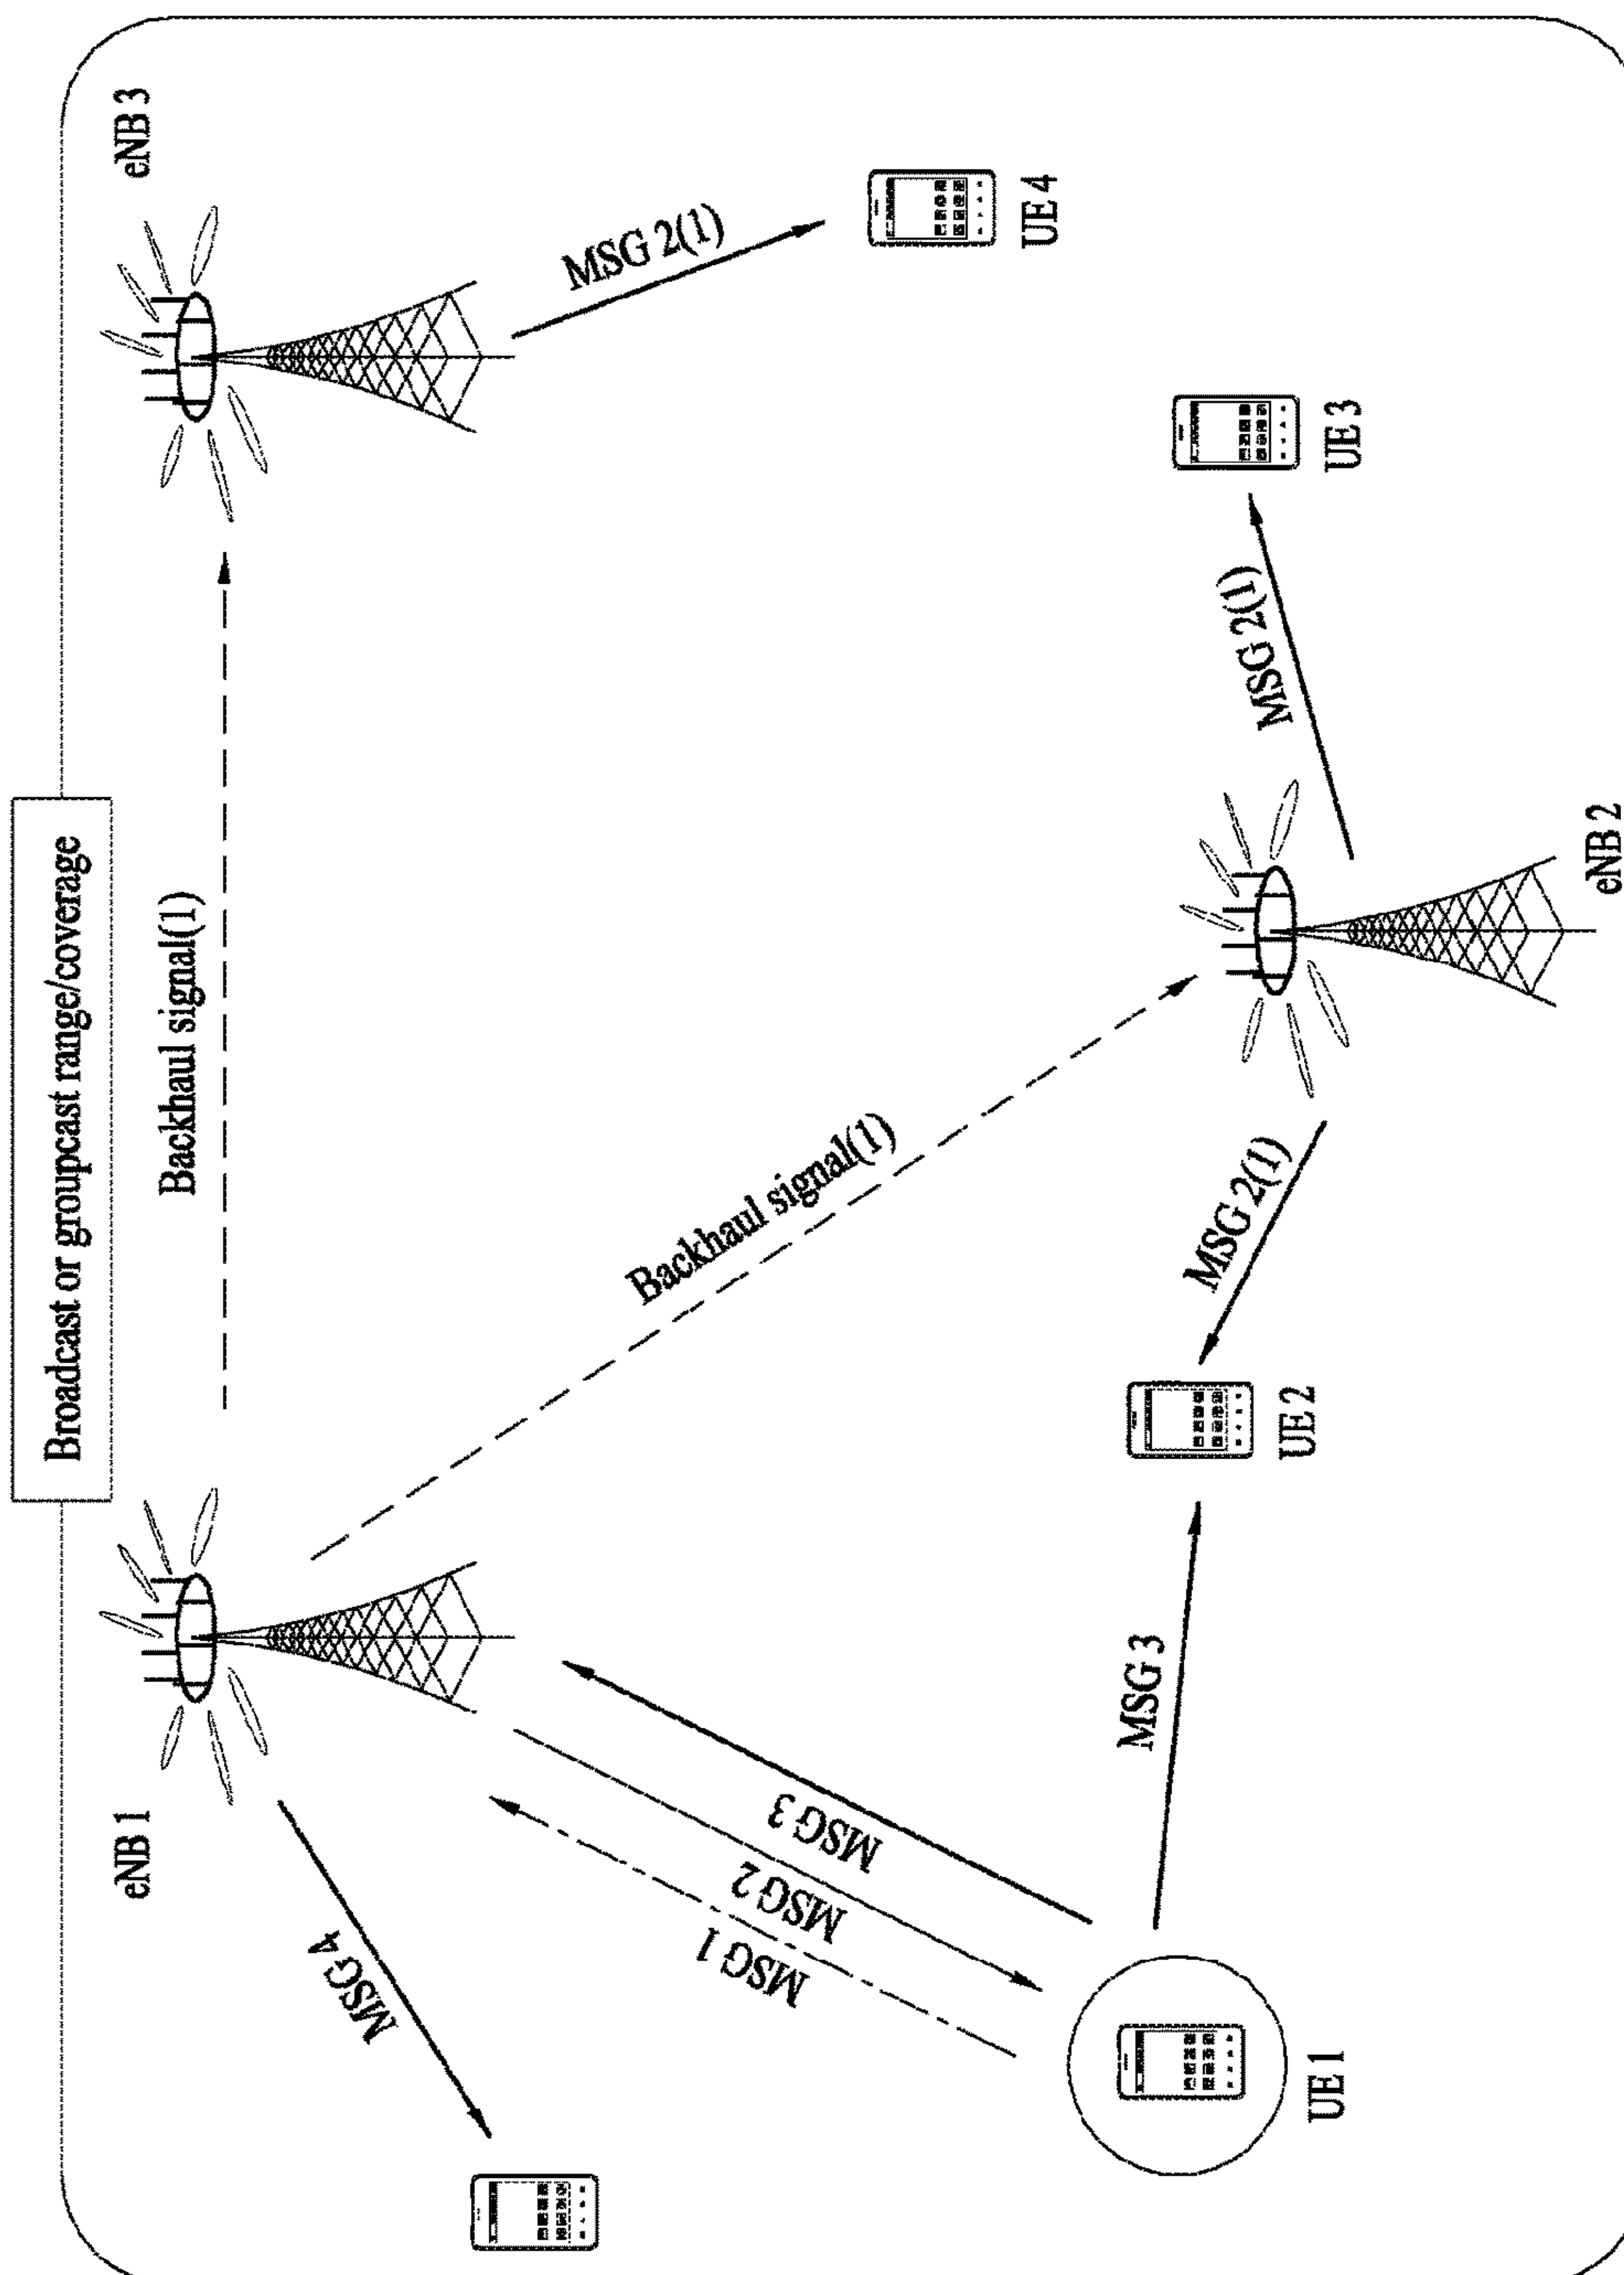 Broadcast or groupcast range/coverage
eNB 1
Backhaul signal(1)
eNB 3
MSG 4
Backhaul signal(1)
MSG 2(1)
MSG 3
MSG 2
MSG 1
UE 4
MSG 3
MSG 2(1)
MSG 2(1)
UE 1
UE 2
UE 3
eNB 2